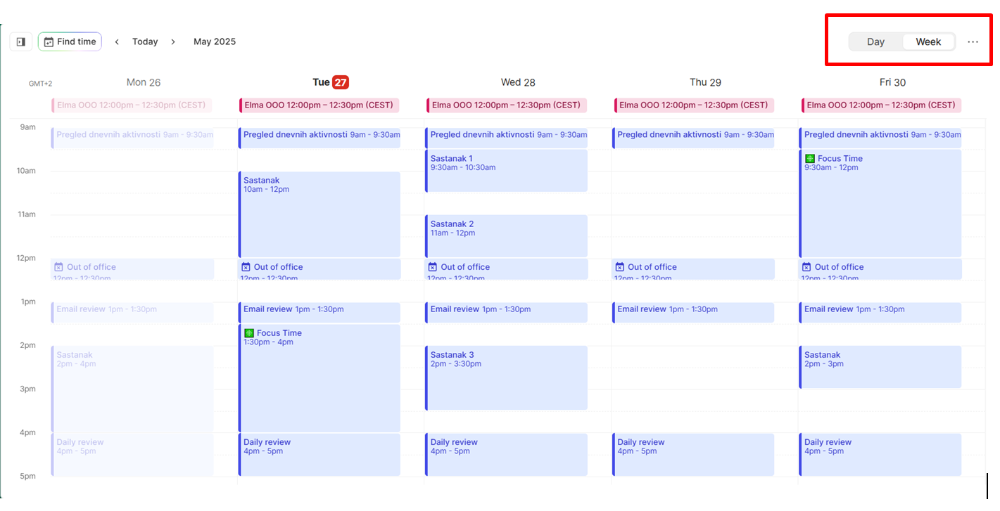 Find time
Today
May 2025
Day
Week
GMT+2
Mon 26
Tue 27
Wed 28
Thu 29
Fri 30
Elma OOO 12:00pm – 12:30pm (CEST)
Elma OOO 12:00pm – 12:30pm (CEST)
Elma OOO 12:00pm – 12:30pm (CEST)
Elma OOO 12:00pm – 12:30pm (CEST)
Elma OOO 12:00pm – 12:30pm (CEST)
9am
Pregled dnevnih aktivnosti 9am - 9:30am
Pregled dnevnih aktivnosti 9am - 9:30am
Pregled dnevnih aktivnosti 9am - 9:30am
Pregled dnevnih aktivnosti 9am - 9:30am
Pregled dnevnih aktivnosti 9am - 9:30am
Sastanak 1
9:30am - 10:30am
Focus Time
9:30am - 12pm
10am
Sastanak
10am - 12pm
11am
Sastanak 2
11am - 12pm
12pm
Out of office
12pm - 12:30pm
Out of office
12pm - 12:30pm
Out of office
12pm - 12:30pm
Out of office
12pm - 12:30pm
Out of office
12pm - 12:30pm
1pm
Email review 1pm - 1:30pm
Email review 1pm - 1:30pm
Email review 1pm - 1:30pm
Email review 1pm - 1:30pm
Email review 1pm - 1:30pm
Focus Time
1:30pm - 4pm
2pm
Sastanak
2pm - 4pm
Sastanak 3
2pm - 3:30pm
Sastanak
2pm - 3pm
3pm
4pm
Daily review
4pm - 5pm
Daily review
4pm - 5pm
Daily review
4pm - 5pm
Daily review
4pm - 5pm
Daily review
4pm - 5pm
5pm